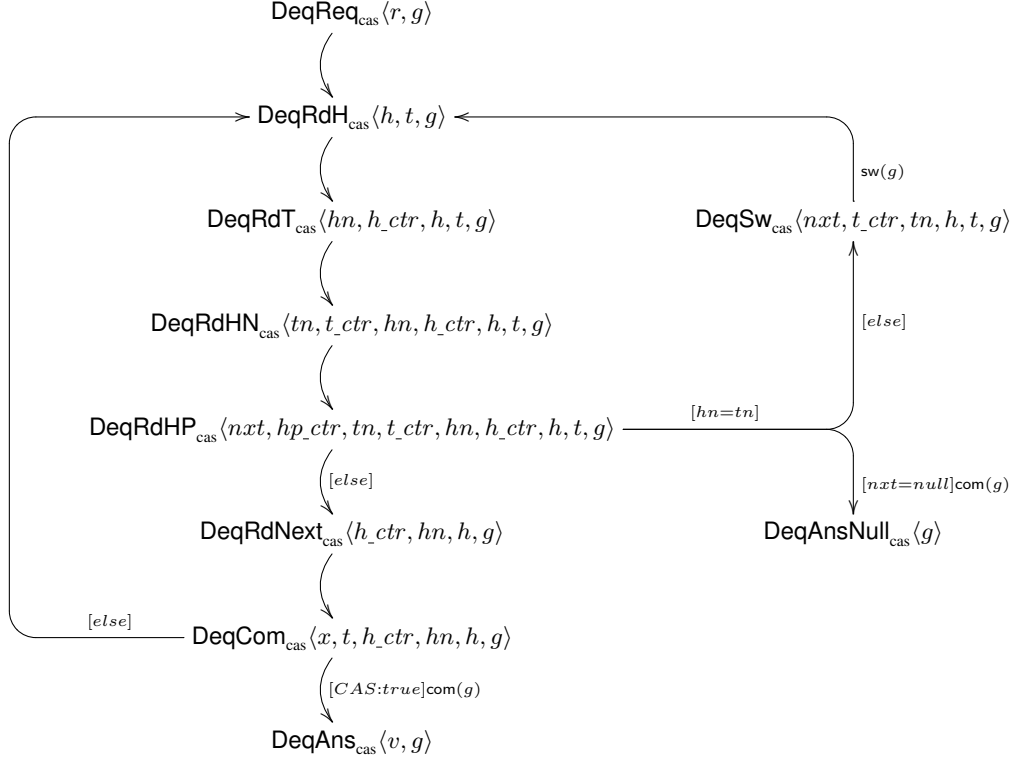 DeqReq_cas⟨r, g⟩
DeqRdH_cas⟨h, t, g⟩
sw(g)
DeqRdT_cas⟨hn, h_ctr, h, t, g⟩
DeqSw_cas⟨nxt, t_ctr, tn, h, t, g⟩
DeqRdHN_cas⟨tn, t_ctr, hn, h_ctr, h, t, g⟩
[else]
DeqRdHP_cas⟨nxt, hp_ctr, tn, t_ctr, hn, h_ctr, h, t, g⟩
[hn=tn]
[else]
[nxt=null]com(g)
DeqRdNext_cas⟨h_ctr, hn, h, g⟩
DeqAnsNull_cas⟨g⟩
[else]
DeqCom_cas⟨x, t, h_ctr, hn, h, g⟩
[CAS:true]com(g)
DeqAns_cas⟨v, g⟩